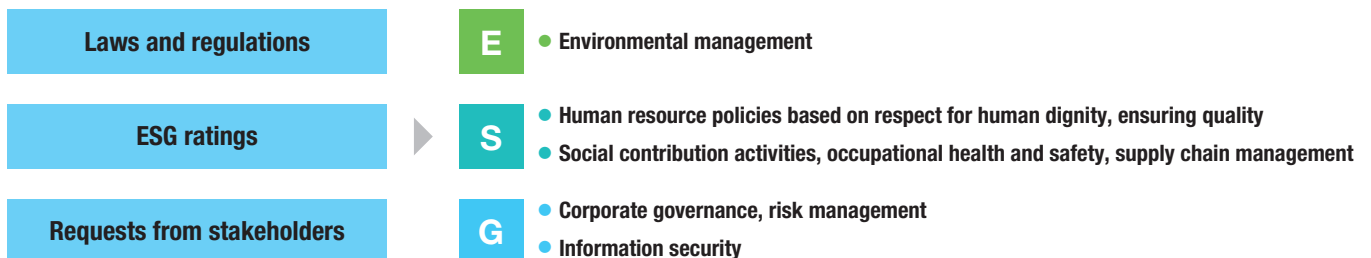 Laws and regulations
E
● Environmental management
ESG ratings
S
● Human resource policies based on respect for human dignity, ensuring quality
● Social contribution activities, occupational health and safety, supply chain management
Requests from stakeholders
G
● Corporate governance, risk management
● Information security